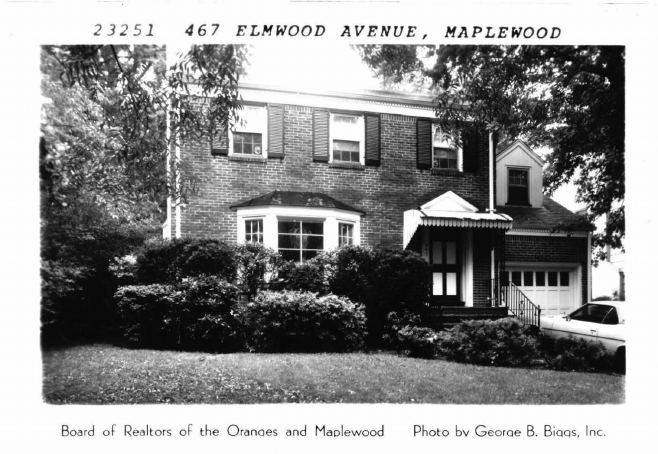 23251 467 ELMWOOD AVENUE, MAPLEWOOD
Board of Realtors of the Oranges and Maplewood Photo by George B. Biggs, Inc.